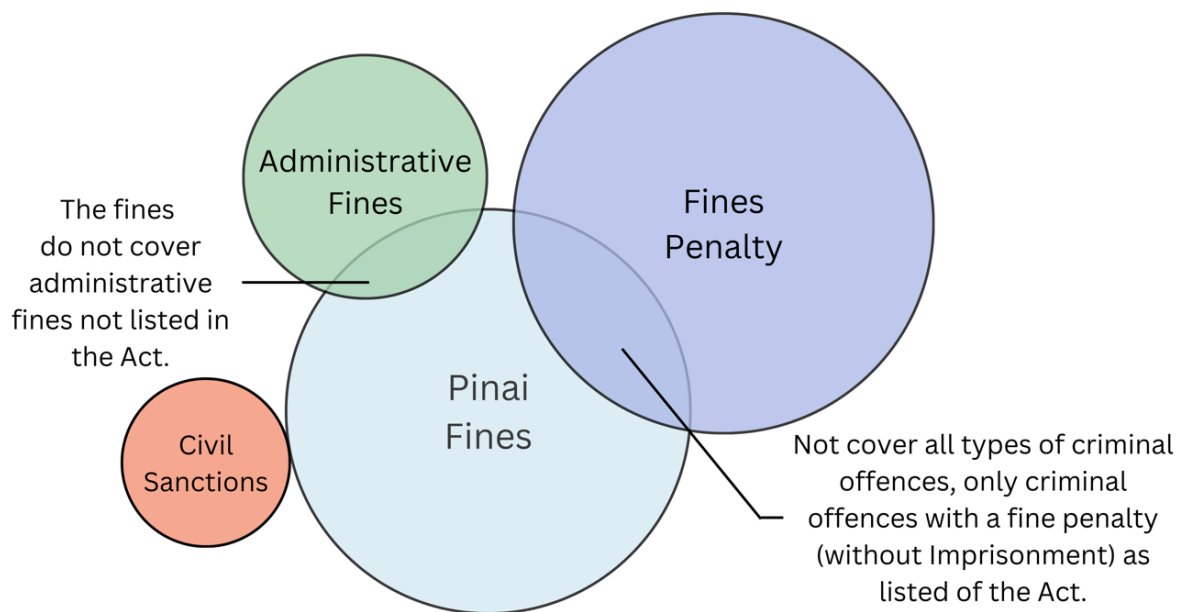 Administrative
Fines
Fines
Penalty
The fines
do not cover
administrative
fines not listed in
the Act.
Pinai
Fines
Civil
Sanctions
Not cover all types of criminal
offences, only criminal
offences with a fine penalty
(without Imprisonment) as
listed of the Act.